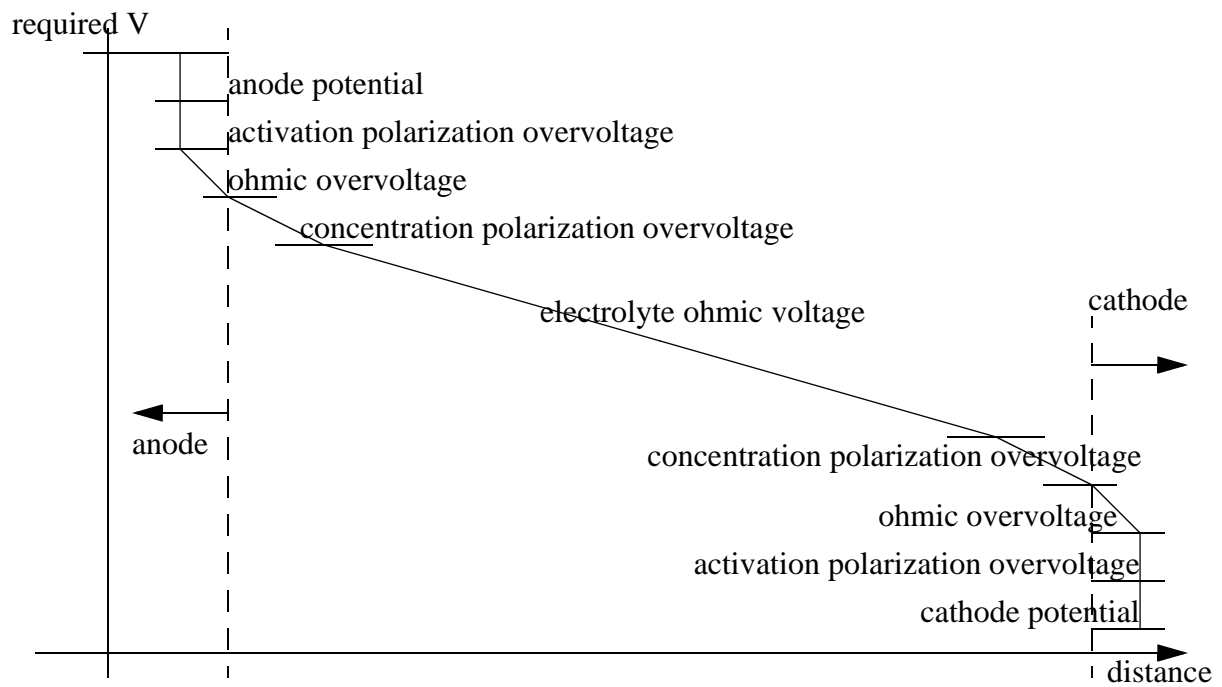 required V
anode potential
activation polarization overvoltage
ohmic overvoltage
concentration polarization overvoltage
cathode
electrolyte ohmic voltage
anode
concentration polarization overvoltage
ohmic overvoltage
activation polarization overvoltage
cathode potential
distance